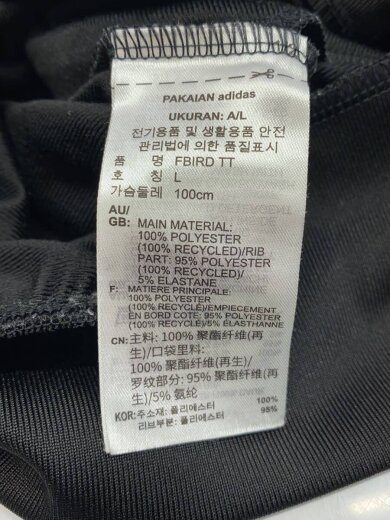 PAKAIAN adidas
UKURAN: A/L
전기용품 및 생활용품 안전
관리법에 의한 품질표시
품 명 FBIRD TT
호 칭 L
가슴둘레 100cm
AU/
GB: MAIN MATERIAL:
100% POLYESTER
(100% RECYCLED)/RIB
PART: 95% POLYESTER
(100% RECYCLED)/
5% ELASTANE
F: MATIERE PRINCIPALE:
100% POLYESTER
(100% RECYCLE)/EMPIECEMENT
EN BORD COTE: 95% POLYESTER
(100% RECYCLE)/5% ÉLASTHANNE
CN: 主料: 100% 聚酯纤维(再
生)/口袋里料:
100% 聚酯纤维(再生)/
罗纹部分: 95% 聚酯纤维(再
生)/5% 氨纶
KOR: 주소재: 폴리에스터 100%
리브부분: 폴리에스터 95%